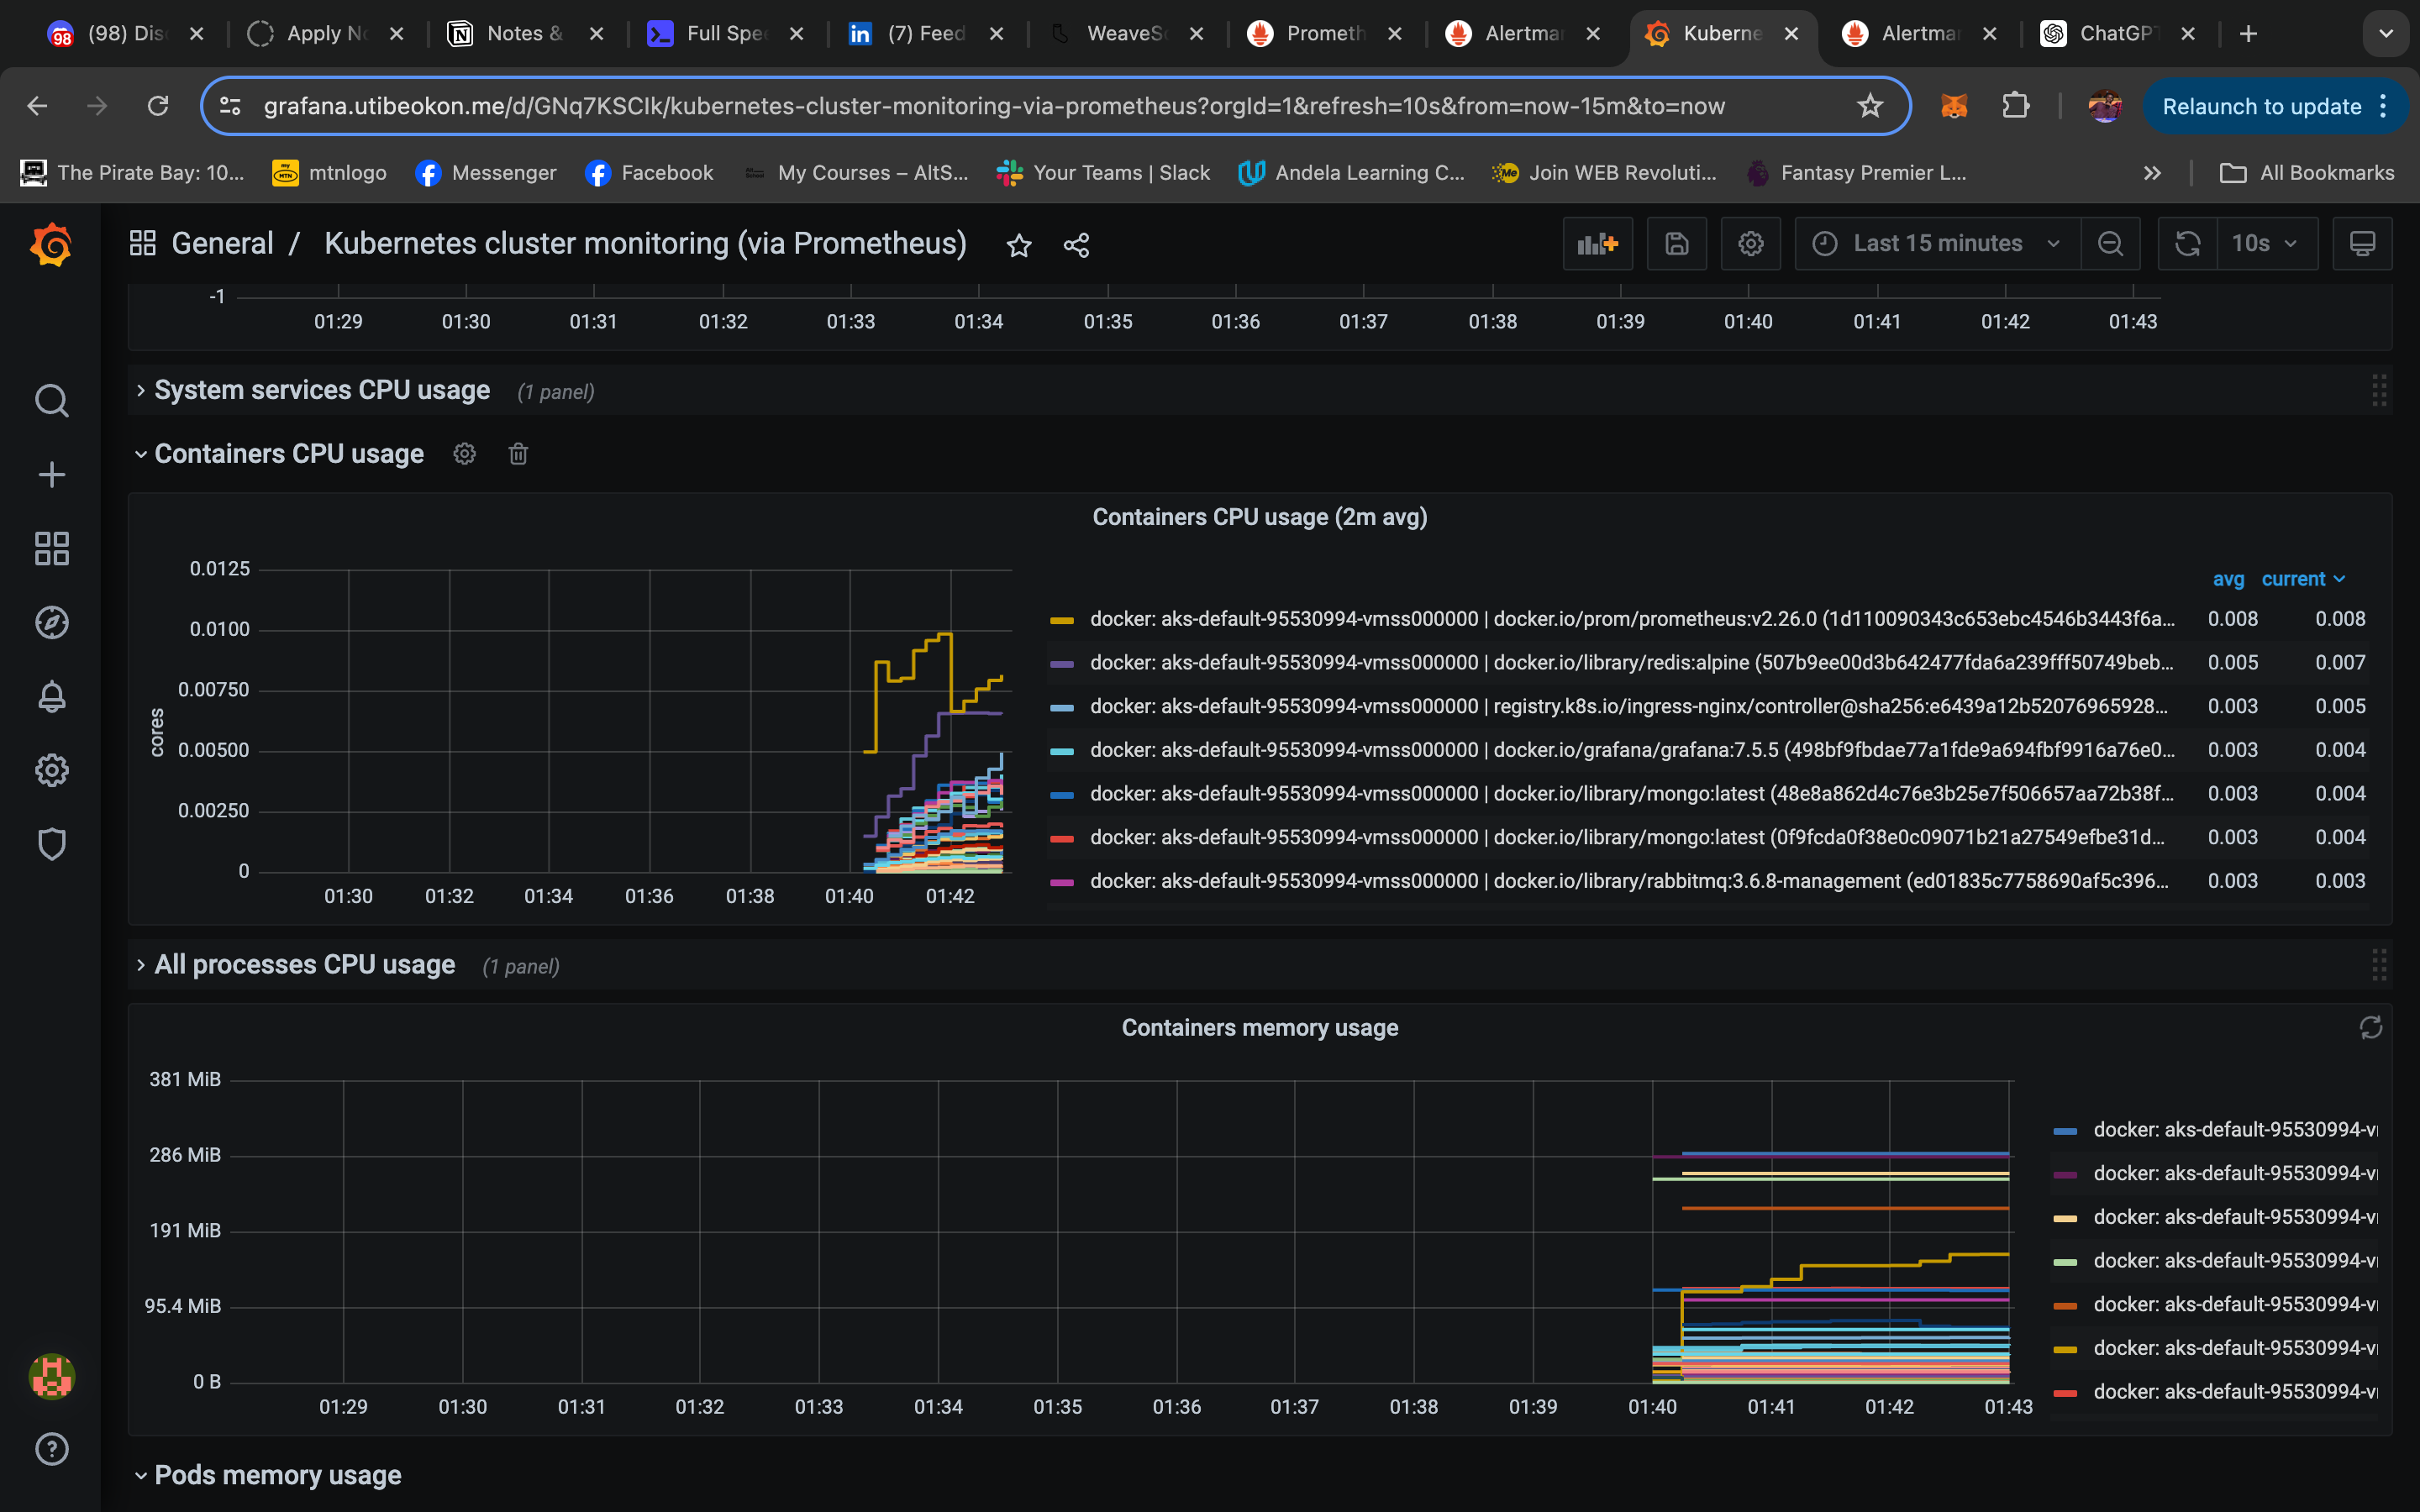 (98) Dis
Apply No
Notes &
Full Spee
(7) Feed
WeaveSo
Prometh
Alertmar
Kuberne
Alertmar
ChatGPT
grafana.utibeokon.me/d/GNq7KSCIk/kubernetes-cluster-monitoring-via-prometheus?orgId=1&refresh=10s&from=now-15m&to=now
Relaunch to update
The Pirate Bay: 10...
mtnlogo
Messenger
Facebook
My Courses – AltS...
Your Teams | Slack
Andela Learning C...
Join WEB Revoluti...
Fantasy Premier L...
All Bookmarks
General / Kubernetes cluster monitoring (via Prometheus)
Last 15 minutes
10s
-1
01:29 01:30 01:31 01:32 01:33 01:34 01:35 01:36 01:37 01:38 01:39 01:40 01:41 01:42 01:43
System services CPU usage (1 panel)
Containers CPU usage
Containers CPU usage (2m avg)
cores
0.0125
0.0100
0.00750
0.00500
0.00250
0
01:30 01:32 01:34 01:36 01:38 01:40 01:42
avg current
docker: aks-default-95530994-vmss000000 | docker.io/prom/prometheus:v2.26.0 (1d110090343c653ebc4546b3443f6a... 0.008 0.008
docker: aks-default-95530994-vmss000000 | docker.io/library/redis:alpine (507b9ee00d3b642477fda6a239fff50749beb... 0.005 0.007
docker: aks-default-95530994-vmss000000 | registry.k8s.io/ingress-nginx/controller@sha256:e6439a12b52076965928... 0.003 0.005
docker: aks-default-95530994-vmss000000 | docker.io/grafana/grafana:7.5.5 (498bf9fbdae77a1fde9a694fbf9916a76e0... 0.003 0.004
docker: aks-default-95530994-vmss000000 | docker.io/library/mongo:latest (48e8a862d4c76e3b25e7f506657aa72b38f... 0.003 0.004
docker: aks-default-95530994-vmss000000 | docker.io/library/mongo:latest (0f9fcda0f38e0c09071b21a27549efbe31d... 0.003 0.004
docker: aks-default-95530994-vmss000000 | docker.io/library/rabbitmq:3.6.8-management (ed01835c7758690af5c396... 0.003 0.003
All processes CPU usage (1 panel)
Containers memory usage
381 MiB
286 MiB
191 MiB
95.4 MiB
0 B
01:29 01:30 01:31 01:32 01:33 01:34 01:35 01:36 01:37 01:38 01:39 01:40 01:41 01:42 01:43
docker: aks-default-95530994-v
docker: aks-default-95530994-v
docker: aks-default-95530994-v
docker: aks-default-95530994-v
docker: aks-default-95530994-v
docker: aks-default-95530994-v
docker: aks-default-95530994-v
Pods memory usage